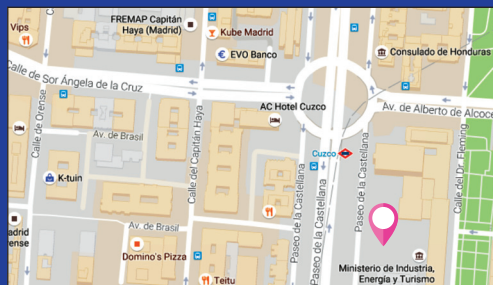 Vips
FREMAP Capitán
Haya (Madrid)
Kube Madrid
EVO Banco
Consulado de Honduras
Calle de Sor Ángela de la Cruz
Calle de Orense
Calle del Capitán Haya
AC Hotel Cuzco
Av. de Alberto de Alcoce
Av. de Brasil
Cuzco
Paseo de la Castellana
Paseo de la Castellana
Paseo de la Castellana
Calle del Dr. Fleming
K-tuin
adrid
rense
Av. de Brasil
Domino's Pizza
Teitu
Ministerio de Industria,
Energía y Turismo